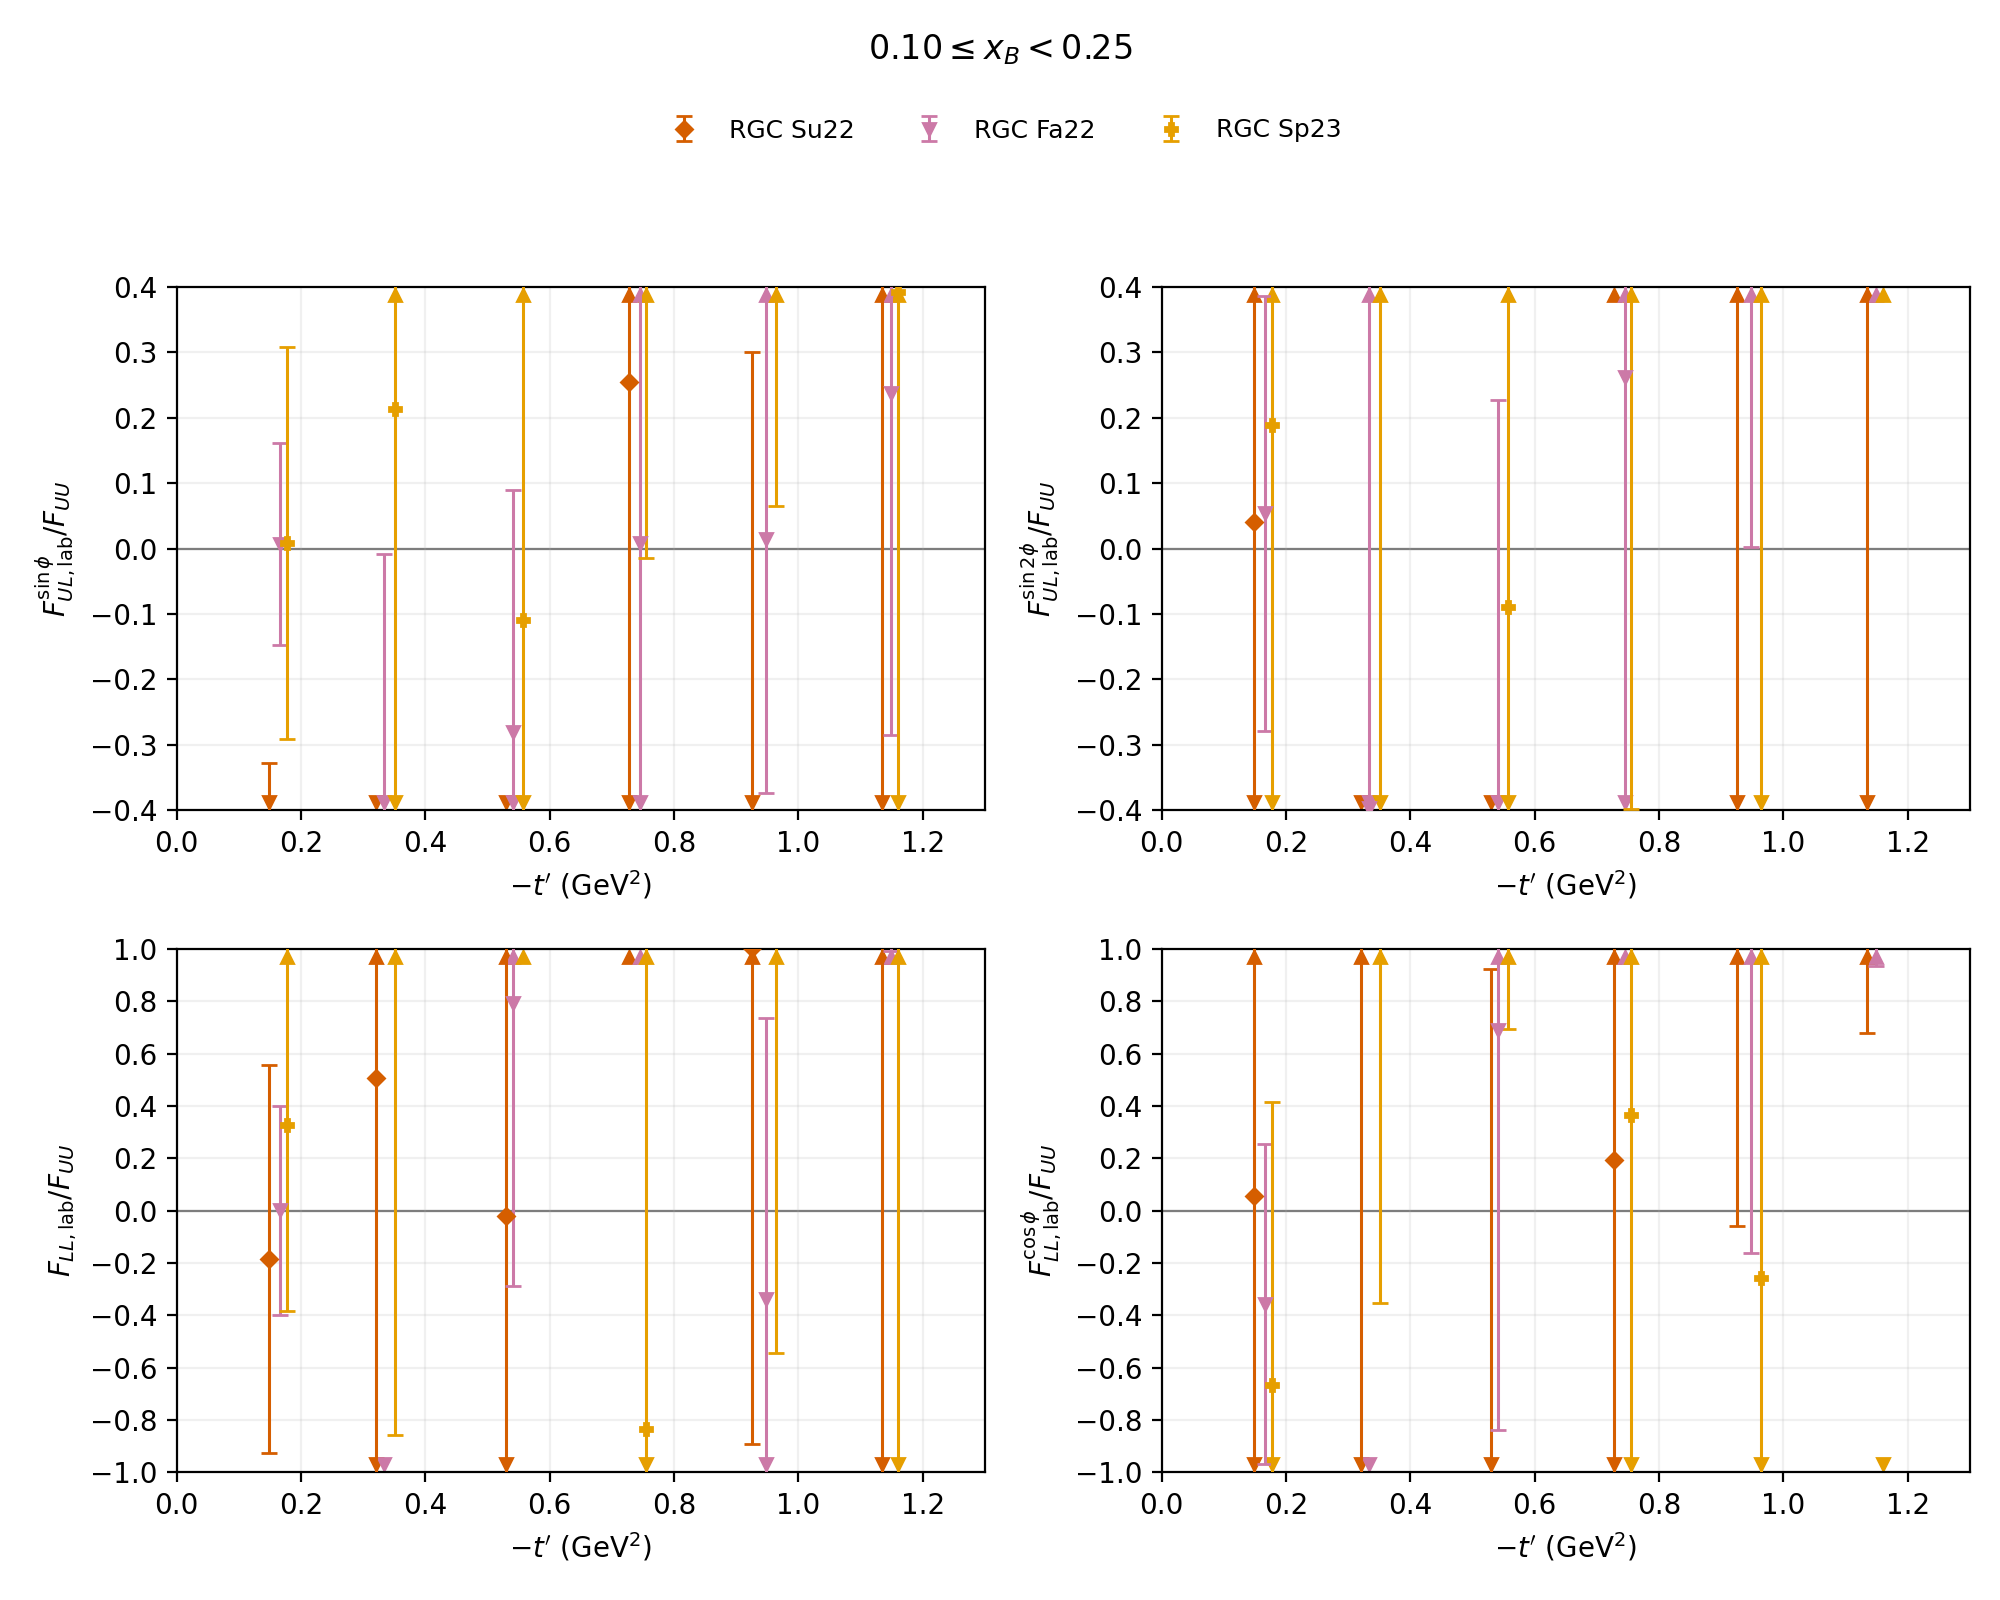 0.10 ≤ x_B < 0.25
RGC Su22 RGC Fa22 RGC Sp23
0.4
0.3
0.2
0.1
0.0
−0.1
−0.2
−0.3
−0.4
F_{UL,lab}^{sin ϕ}/F_{UU}
0.0 0.2 0.4 0.6 0.8 1.0 1.2
−t′ (GeV²)
0.4
0.3
0.2
0.1
0.0
−0.1
−0.2
−0.3
−0.4
F_{UL,lab}^{sin 2ϕ}/F_{UU}
0.0 0.2 0.4 0.6 0.8 1.0 1.2
−t′ (GeV²)
1.0
0.8
0.6
0.4
0.2
0.0
−0.2
−0.4
−0.6
−0.8
−1.0
F_{LL,lab}/F_{UU}
0.0 0.2 0.4 0.6 0.8 1.0 1.2
−t′ (GeV²)
1.0
0.8
0.6
0.4
0.2
0.0
−0.2
−0.4
−0.6
−0.8
−1.0
F_{LL,lab}^{cos ϕ}/F_{UU}
0.0 0.2 0.4 0.6 0.8 1.0 1.2
−t′ (GeV²)